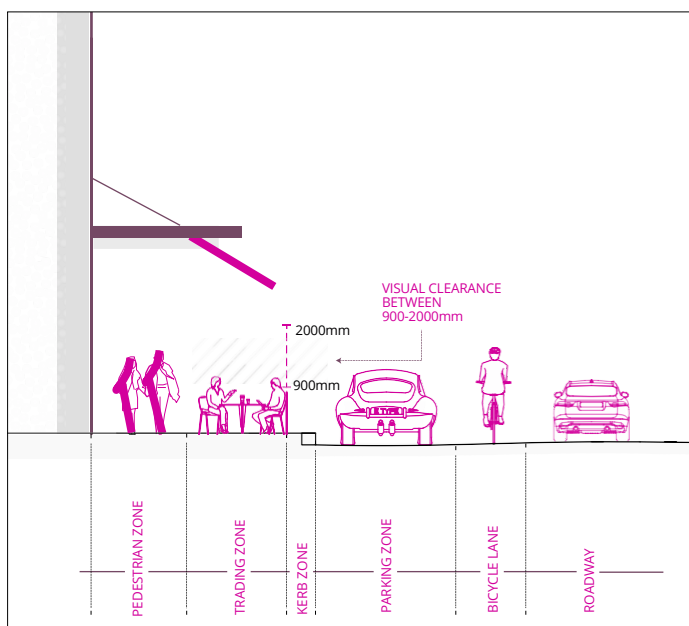 VISUAL CLEARANCE
BETWEEN
900-2000mm
2000mm
900mm
PEDESTRIAN ZONE
TRADING ZONE
KERB ZONE
PARKING ZONE
BICYCLE LANE
ROADWAY